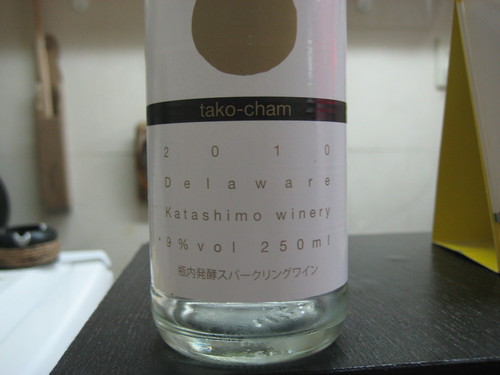 tako-cham
2010
Delaware
Katashimo winery
9%vol 250ml
瓶内発酵スパークリングワイン